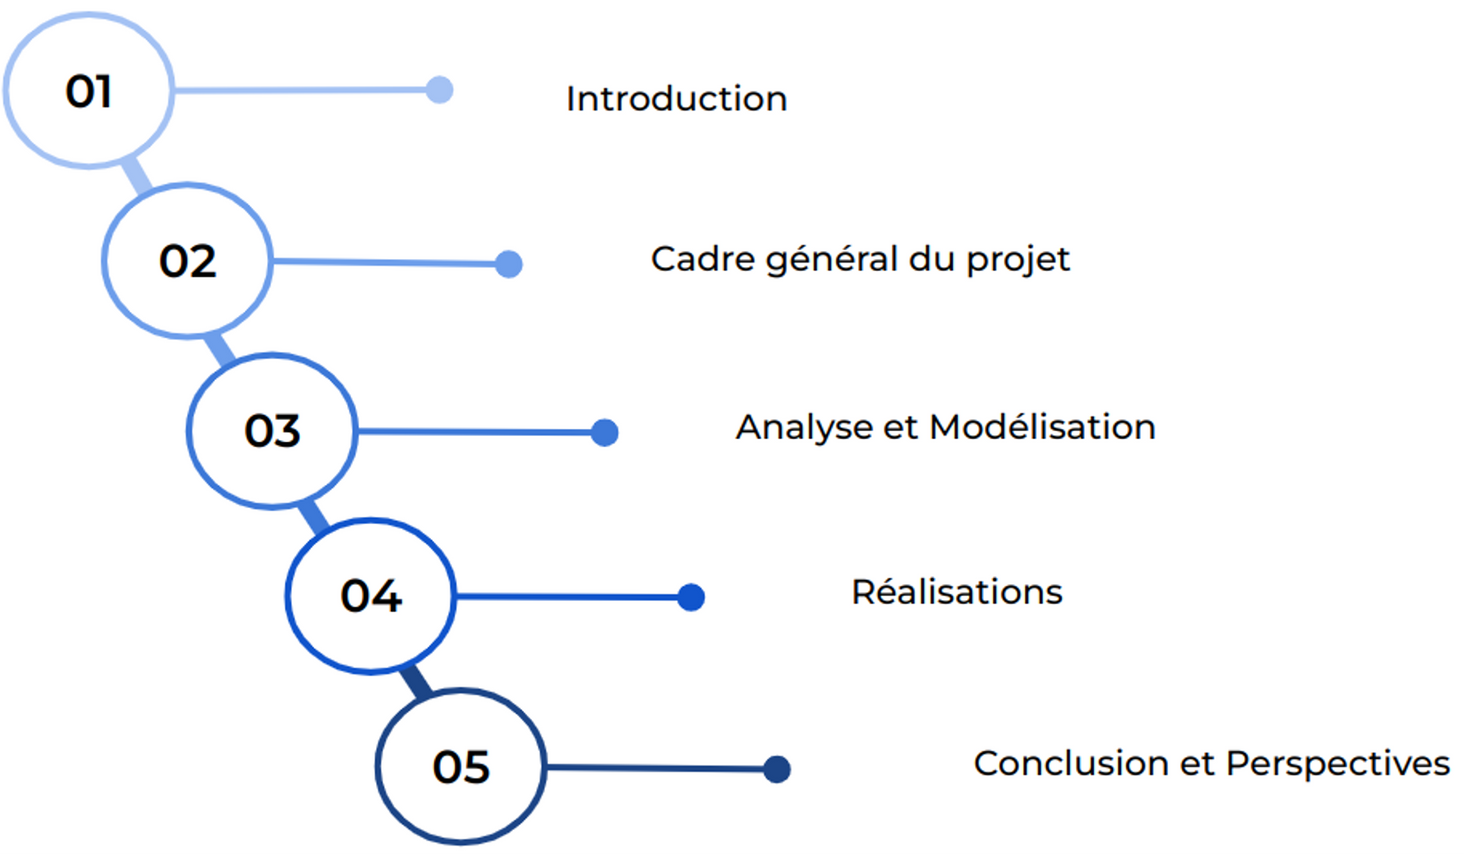 01
Introduction
02
Cadre général du projet
03
Analyse et Modélisation
04
Réalisations
05
Conclusion et Perspectives